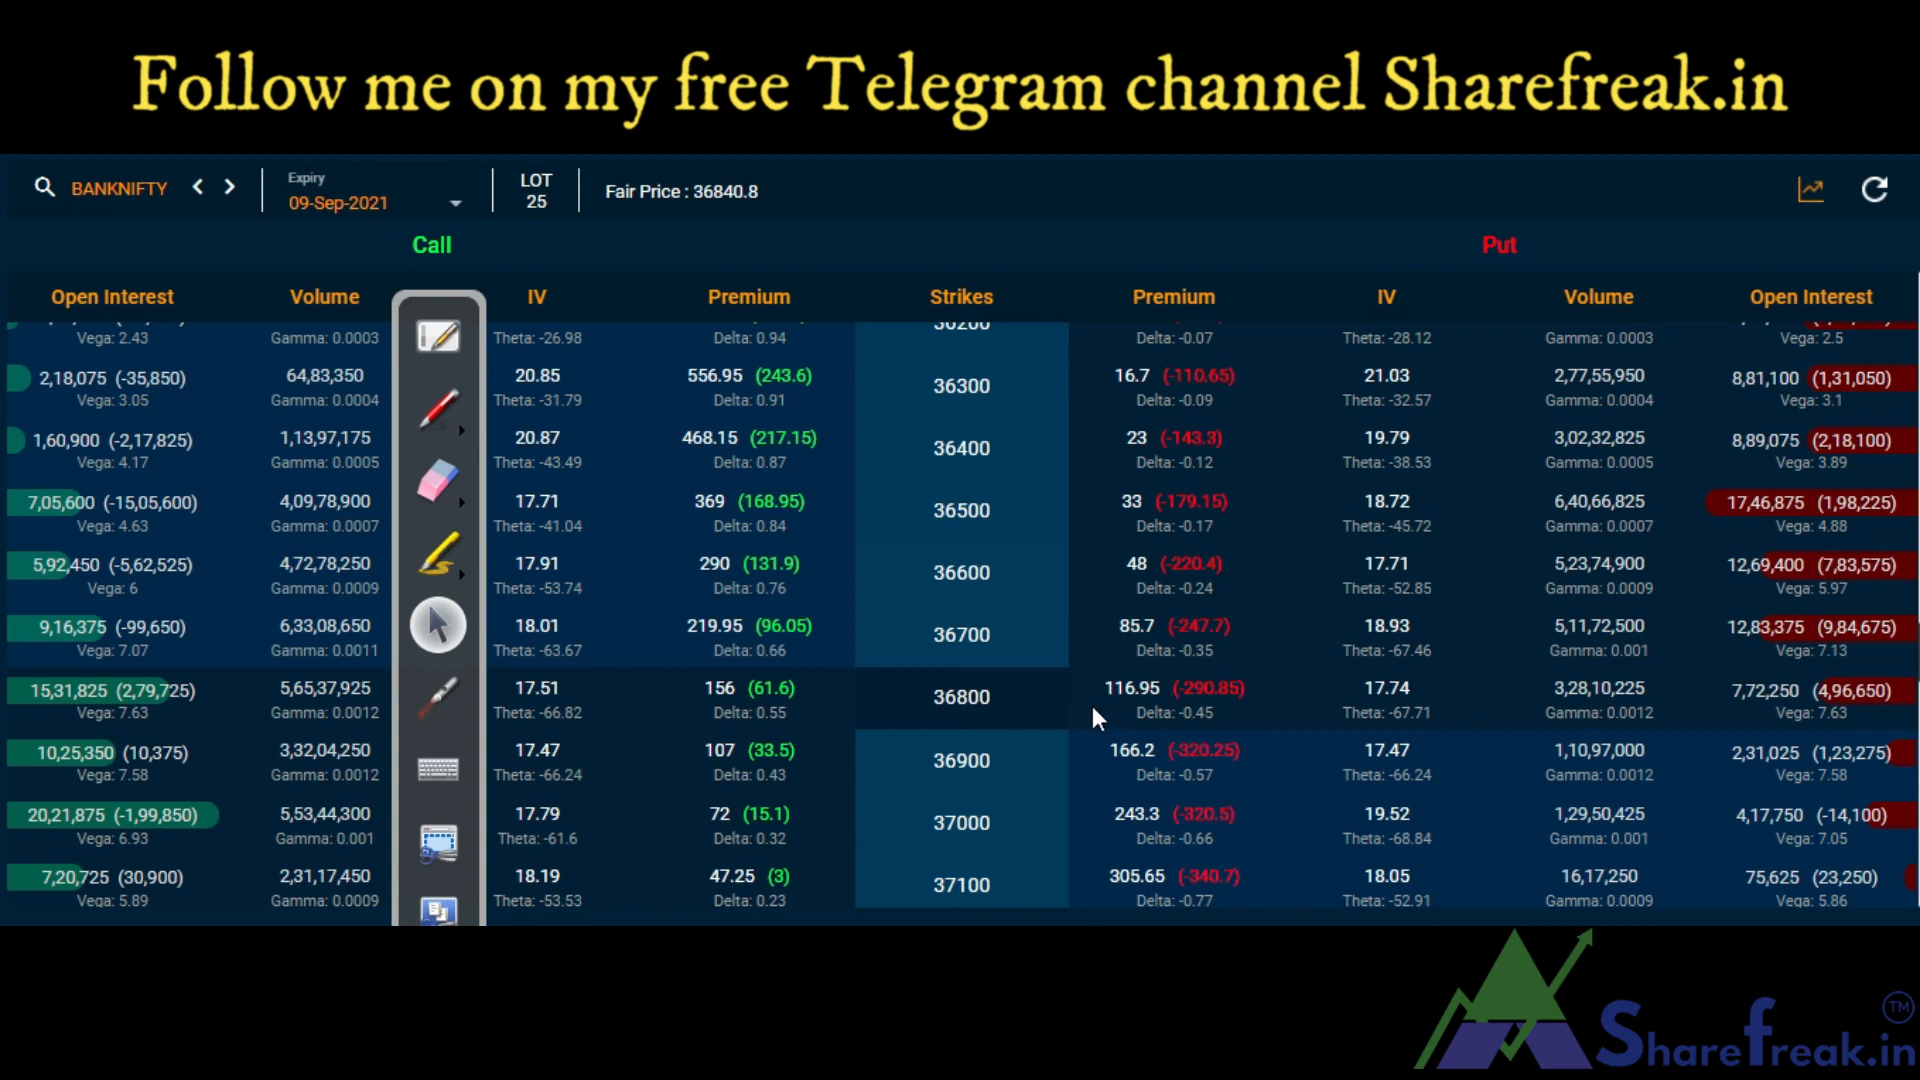 Follow me on my free Telegram channel Sharefreak.in
BANKNIFTY
Expiry
09-Sep-2021
LOT
25
Fair Price : 36840.8
Call Put
Open Interest Volume IV Premium Strikes Premium IV Volume Open Interest
36200
Vega: 2.43 Gamma: 0.0003 Theta: -26.98 Delta: 0.94 Delta: -0.07 Theta: -28.12 Gamma: 0.0003 Vega: 2.5
2,18,075 (-35,850) 64,83,350 20.85 556.95 (243.6) 36300 16.7 (-110.65) 21.03 2,77,55,950 8,81,100 (1,31,050)
Vega: 3.05 Gamma: 0.0004 Theta: -31.79 Delta: 0.91 Delta: -0.09 Theta: -32.57 Gamma: 0.0004 Vega: 3.1
1,60,900 (-2,17,825) 1,13,97,175 20.87 468.15 (217.15) 36400 23 (-143.3) 19.79 3,02,32,825 8,89,075 (2,18,100)
Vega: 4.17 Gamma: 0.0005 Theta: -43.49 Delta: 0.87 Delta: -0.12 Theta: -38.53 Gamma: 0.0005 Vega: 3.89
7,05,600 (-15,05,600) 4,09,78,900 17.71 369 (168.95) 36500 33 (-179.15) 18.72 6,40,66,825 17,46,875 (1,98,225)
Vega: 4.63 Gamma: 0.0007 Theta: -41.04 Delta: 0.84 Delta: -0.17 Theta: -45.72 Gamma: 0.0007 Vega: 4.88
5,92,450 (-5,62,525) 4,72,78,250 17.91 290 (131.9) 36600 48 (-220.4) 17.71 5,23,74,900 12,69,400 (7,83,575)
Vega: 6 Gamma: 0.0009 Theta: -53.74 Delta: 0.76 Delta: -0.24 Theta: -52.85 Gamma: 0.0009 Vega: 5.97
9,16,375 (-99,650) 6,33,08,650 18.01 219.95 (96.05) 36700 85.7 (-247.7) 18.93 5,11,72,500 12,83,375 (9,84,675)
Vega: 7.07 Gamma: 0.0011 Theta: -63.67 Delta: 0.66 Delta: -0.35 Theta: -67.46 Gamma: 0.001 Vega: 7.13
15,31,825 (2,79,725) 5,65,37,925 17.51 156 (61.6) 36800 116.95 (-290.85) 17.74 3,28,10,225 7,72,250 (4,96,650)
Vega: 7.63 Gamma: 0.0012 Theta: -66.82 Delta: 0.55 Delta: -0.45 Theta: -67.71 Gamma: 0.0012 Vega: 7.63
10,25,350 (10,375) 3,32,04,250 17.47 107 (33.5) 36900 166.2 (-320.25) 17.47 1,10,97,000 2,31,025 (1,23,275)
Vega: 7.58 Gamma: 0.0012 Theta: -66.24 Delta: 0.43 Delta: -0.57 Theta: -66.24 Gamma: 0.0012 Vega: 7.58
20,21,875 (-1,99,850) 5,53,44,300 17.79 72 (15.1) 37000 243.3 (-320.5) 19.52 1,29,50,425 4,17,750 (-14,100)
Vega: 6.93 Gamma: 0.001 Theta: -61.6 Delta: 0.32 Delta: -0.66 Theta: -68.84 Gamma: 0.001 Vega: 7.05
7,20,725 (30,900) 2,31,17,450 18.19 47.25 (3) 37100 305.65 (-340.7) 18.05 16,17,250 75,625 (23,250)
Vega: 5.89 Gamma: 0.0009 Theta: -53.53 Delta: 0.23 Delta: -0.77 Theta: -52.91 Gamma: 0.0009 Vega: 5.86
ShareFreak.in TM